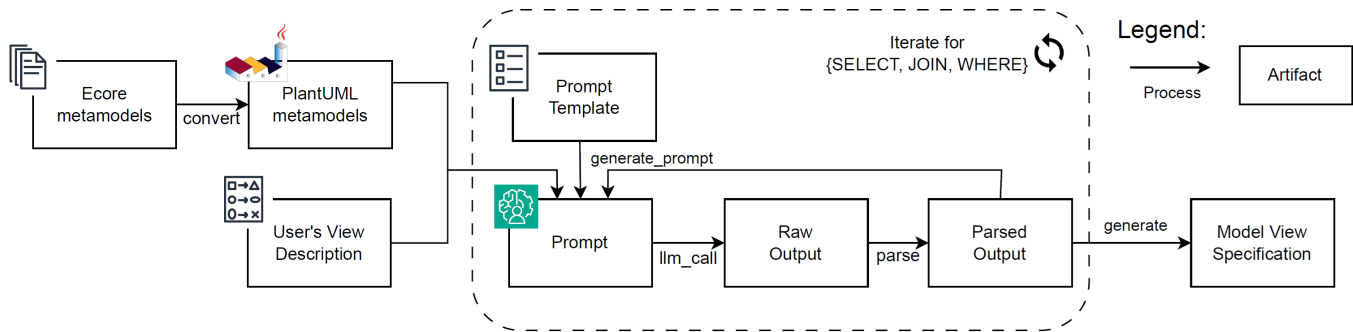 Ecore
metamodels
convert
PlantUML
metamodels
User's View
Description
Prompt
Template
Iterate for
{SELECT, JOIN, WHERE}
generate_prompt
Prompt
llm_call
Raw
Output
parse
Parsed
Output
generate
Model View
Specification
Legend:
Process
Artifact